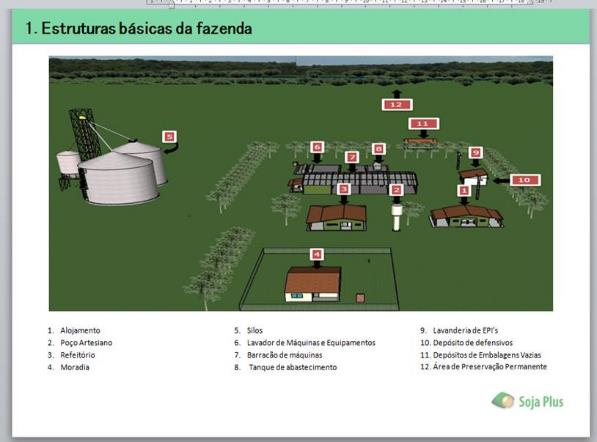 1. Estruturas básicas da fazenda
12
11
5
6
7
8
9
10
3
2
1
4
1. Alojamento
2. Poço Artesiano
3. Refeitório
4. Moradia
5. Silos
6. Lavador de Máquinas e Equipamentos
7. Barracão de máquinas
8. Tanque de abastecimento
9. Lavanderia de EPI's
10. Depósito de defensivos
11. Depósitos de Embalagens Vazias
12. Área de Preservação Permanente
Soja Plus